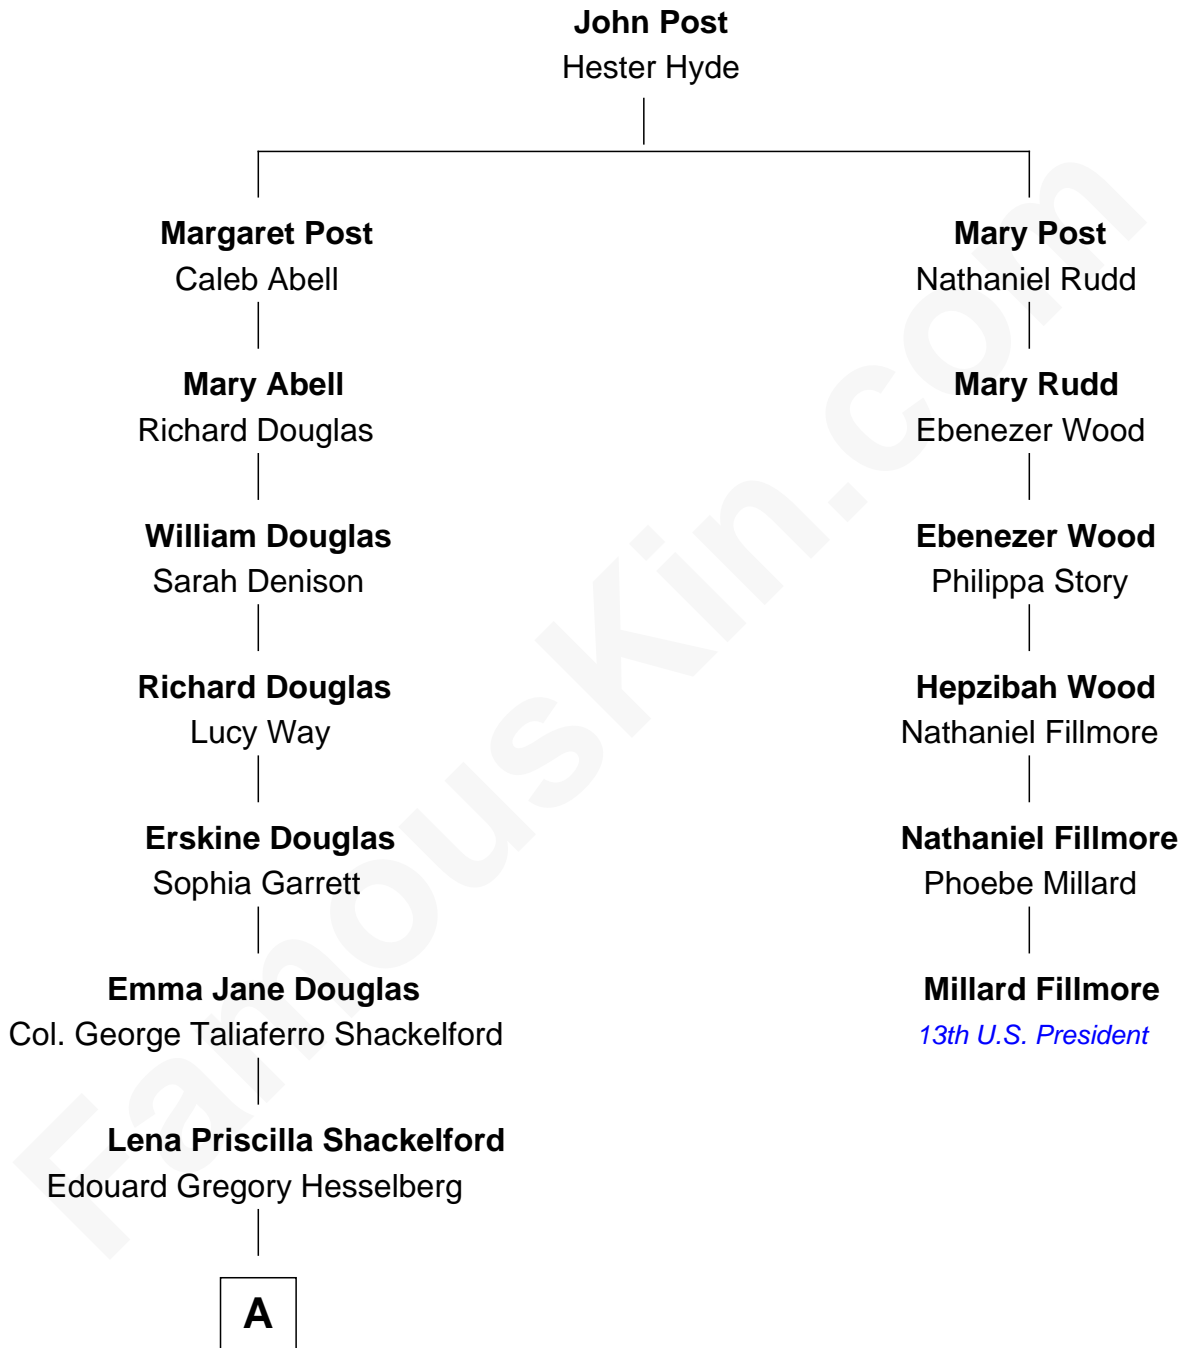 John Post
Hester Hyde
Margaret Post
Caleb Abell
Mary Post
Nathaniel Rudd
Mary Abell
Richard Douglas
Mary Rudd
Ebenezer Wood
William Douglas
Sarah Denison
Ebenezer Wood
Philippa Story
Richard Douglas
Lucy Way
Hepzibah Wood
Nathaniel Fillmore
Erskine Douglas
Sophia Garrett
Nathaniel Fillmore
Phoebe Millard
Emma Jane Douglas
Col. George Taliaferro Shackelford
Millard Fillmore
13th U.S. President
Lena Priscilla Shackelford
Edouard Gregory Hesselberg
A
FamousKin.com